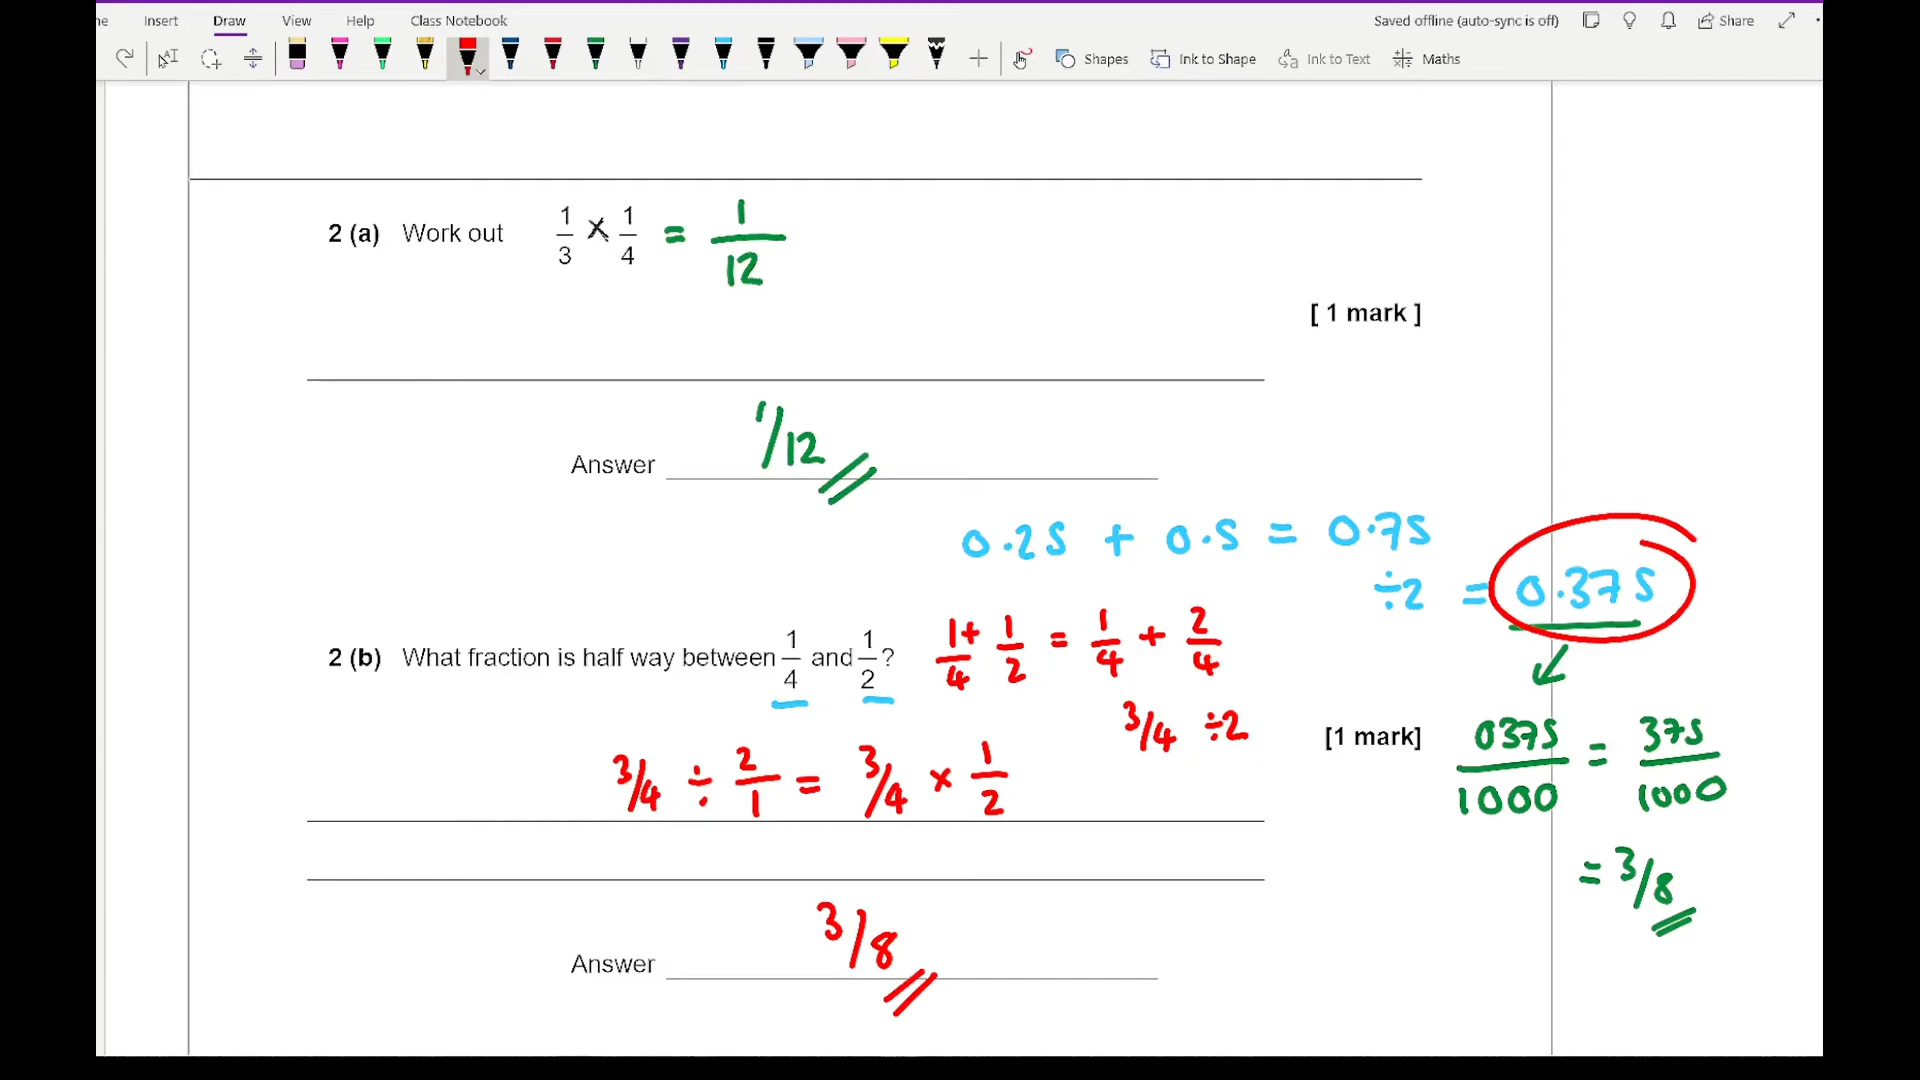 Insert Draw View Help Class Notebook Saved offline (auto-sync is off) Share
Shapes Ink to Shape Ink to Text Maths
2 (a) Work out 1/3 × 1/4 = 1/12
[ 1 mark ]
Answer 1/12
0.25 + 0.5 = 0.75
÷2 = 0.375
2 (b) What fraction is half way between 1/4 and 1/2?
1/4 + 1/2 = 1/4 + 2/4
3/4 ÷2
[1 mark]
0375/1000 = 375/1000
3/4 ÷ 2/1 = 3/4 × 1/2
= 3/8
Answer 3/8